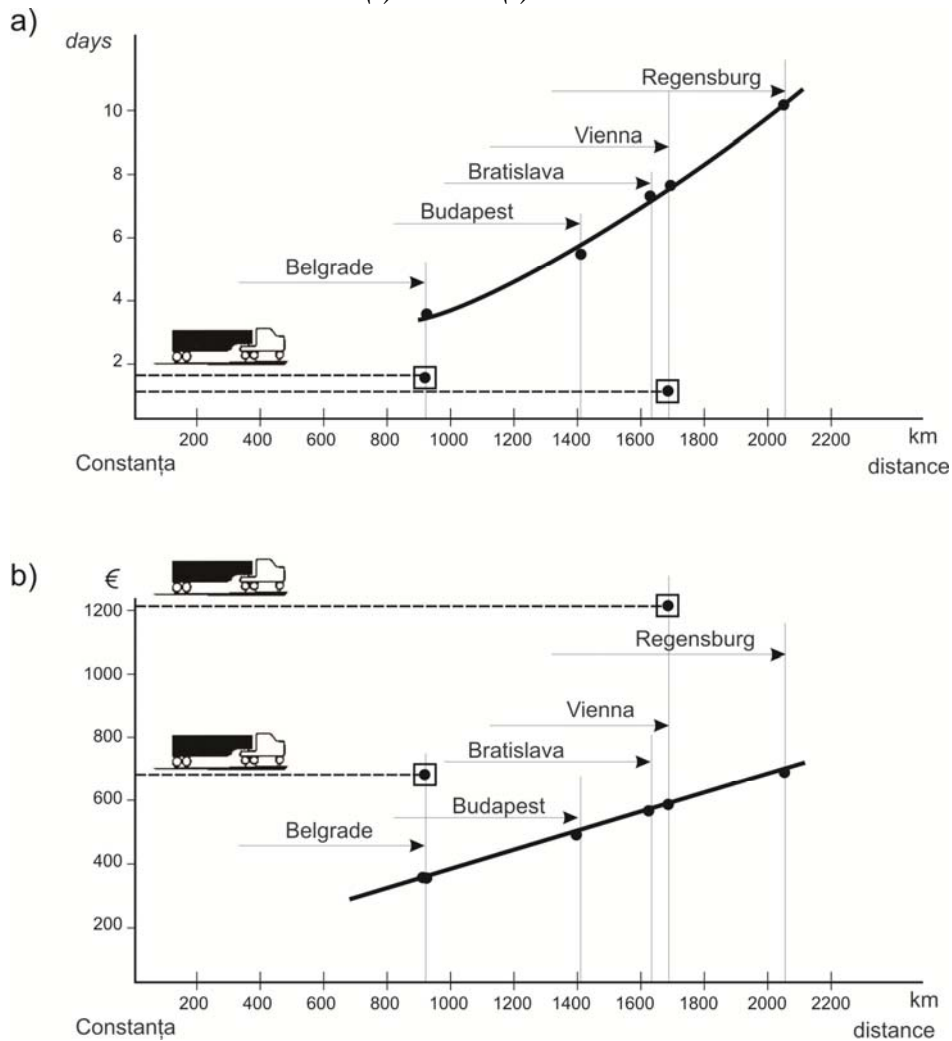 a)
days
10
8
6
4
2
Regensburg
Vienna
Bratislava
Budapest
Belgrade
200 400 600 800 1000 1200 1400 1600 1800 2000 2200 km
Constanța distance
b)
€
1200
1000
800
600
400
200
Regensburg
Vienna
Bratislava
Budapest
Belgrade
200 400 600 800 1000 1200 1400 1600 1800 2000 2200 km
Constanța distance